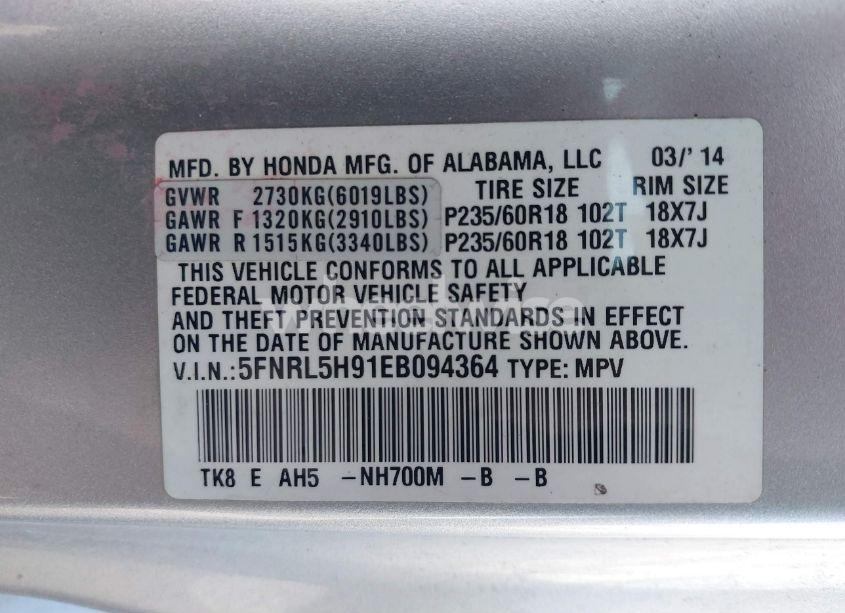 MFD. BY HONDA MFG. OF ALABAMA, LLC 03/' 14
GVWR 2730KG(6019LBS) TIRE SIZE RIM SIZE
GAWR F 1320KG(2910LBS) P235/60R18 102T 18X7J
GAWR R 1515KG(3340LBS) P235/60R18 102T 18X7J
THIS VEHICLE CONFORMS TO ALL APPLICABLE
FEDERAL MOTOR VEHICLE SAFETY
AND THEFT PREVENTION STANDARDS IN EFFECT
ON THE DATE OF MANUFACTURE SHOWN ABOVE.
V.I.N.:5FNRL5H91EB094364 TYPE: MPV
TK8 E AH5 -NH700M -B -B